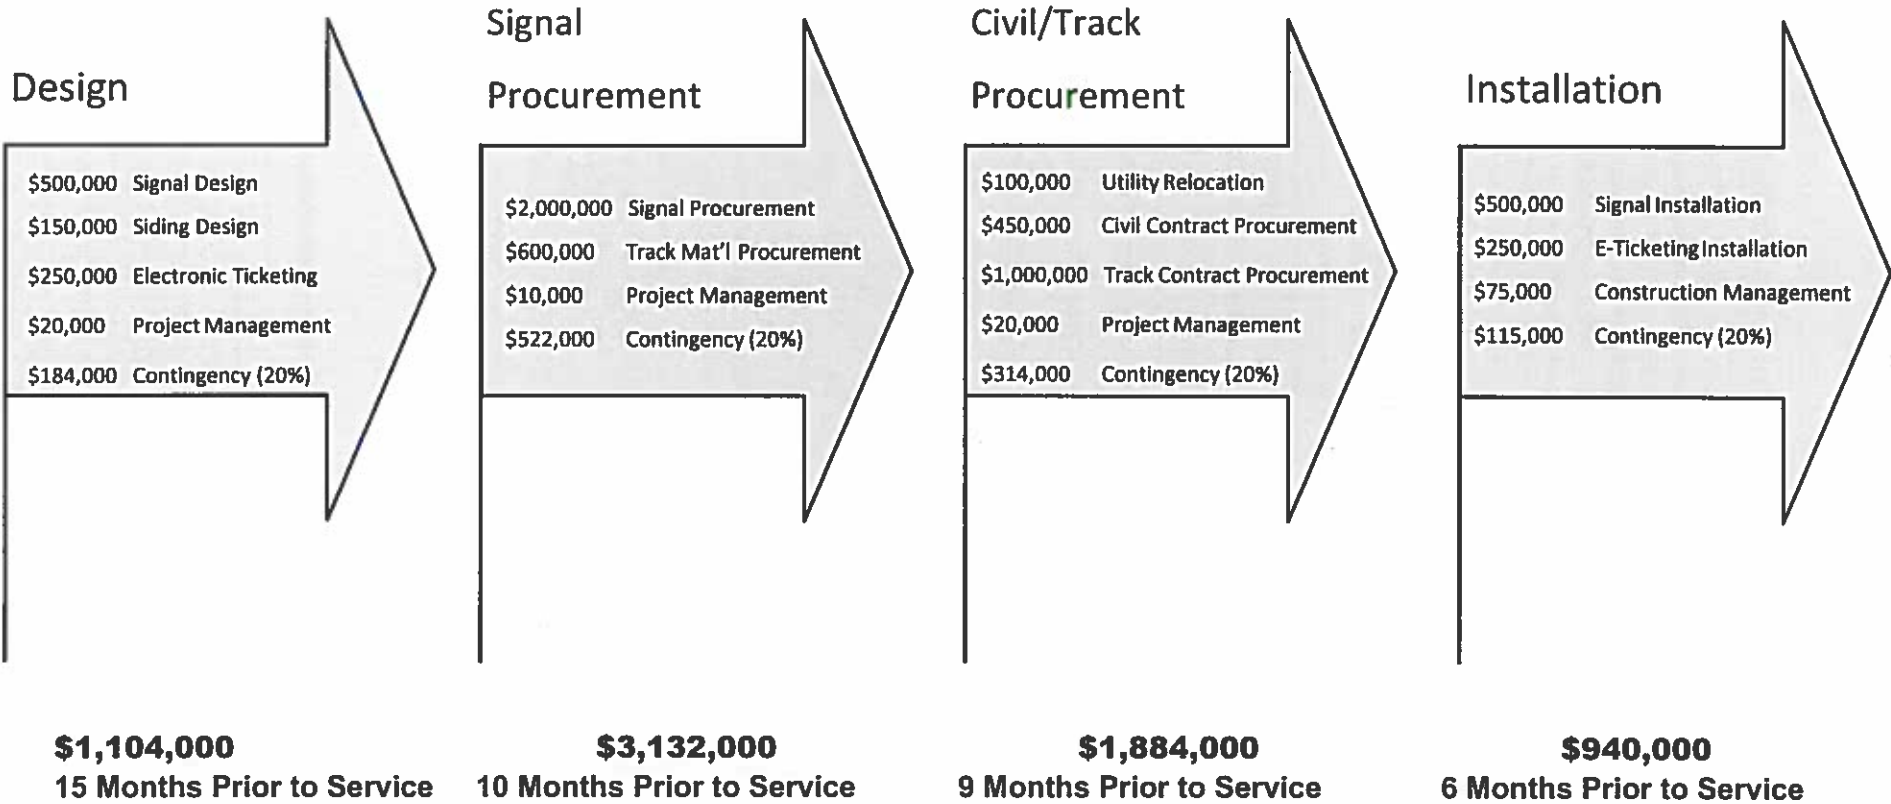 Design
$500,000 Signal Design
$150,000 Siding Design
$250,000 Electronic Ticketing
$20,000 Project Management
$184,000 Contingency (20%)
$1,104,000
15 Months Prior to Service
Signal
Procurement
$2,000,000 Signal Procurement
$600,000 Track Mat'l Procurement
$10,000 Project Management
$522,000 Contingency (20%)
$3,132,000
10 Months Prior to Service
Civil/Track
Procurement
$100,000 Utility Relocation
$450,000 Civil Contract Procurement
$1,000,000 Track Contract Procurement
$20,000 Project Management
$314,000 Contingency (20%)
$1,884,000
9 Months Prior to Service
Installation
$500,000 Signal Installation
$250,000 E-Ticketing Installation
$75,000 Construction Management
$115,000 Contingency (20%)
$940,000
6 Months Prior to Service